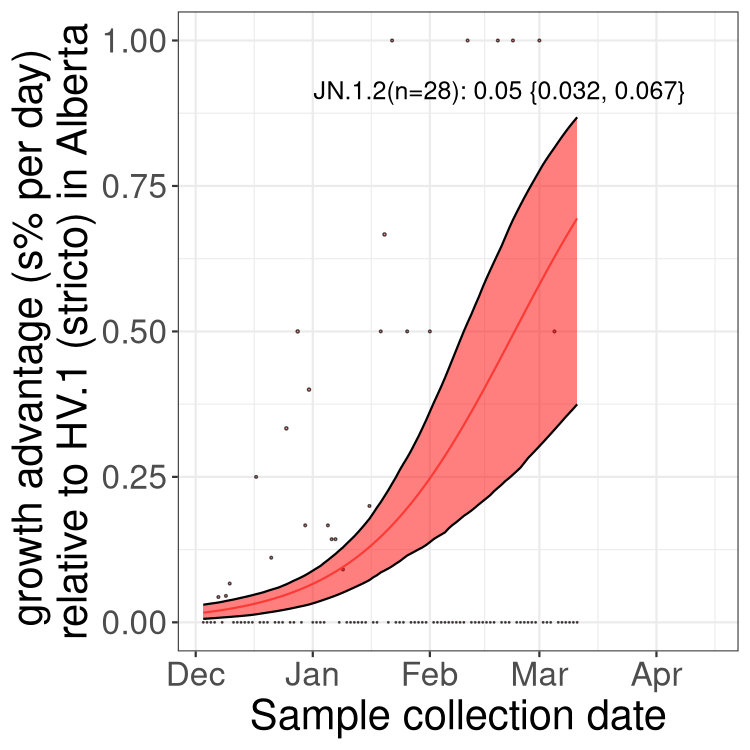 growth advantage (s% per day)
relative to HV.1 (stricto) in Alberta
1.00
0.75
0.50
0.25
0.00
JN.1.2(n=28): 0.05 {0.032, 0.067}
Dec Jan Feb Mar Apr
Sample collection date